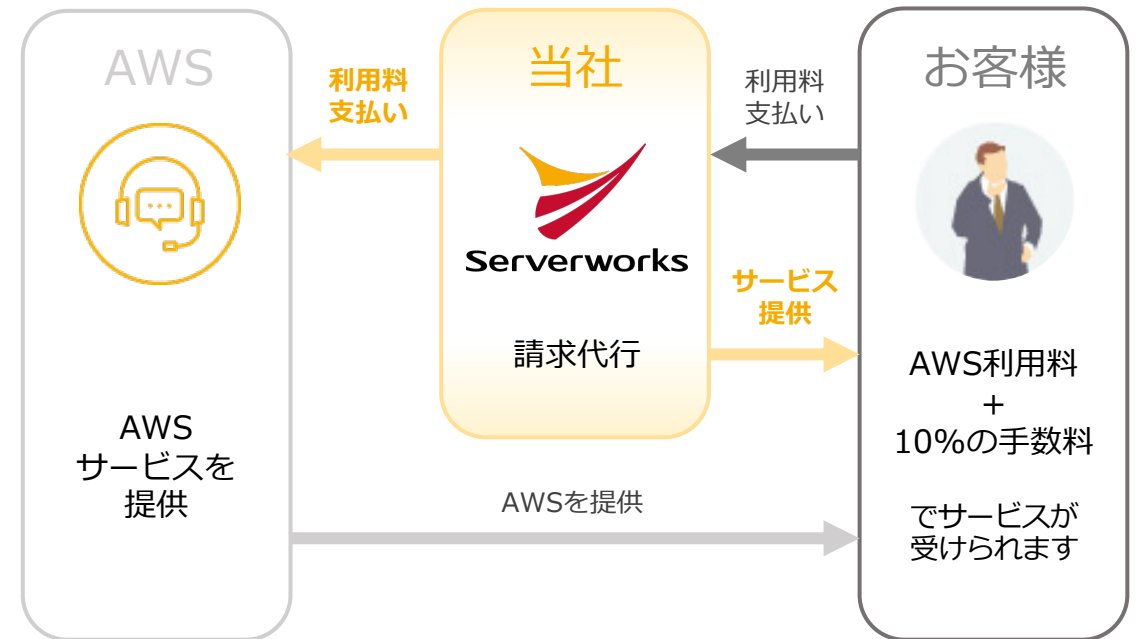 AWS
AWS
サービスを
提供
利用料
支払い
当社
Serverworks
請求代行
利用料
支払い
サービス
提供
AWSを提供
お客様
AWS利用料
+
10%の手数料
でサービスが
受けられます